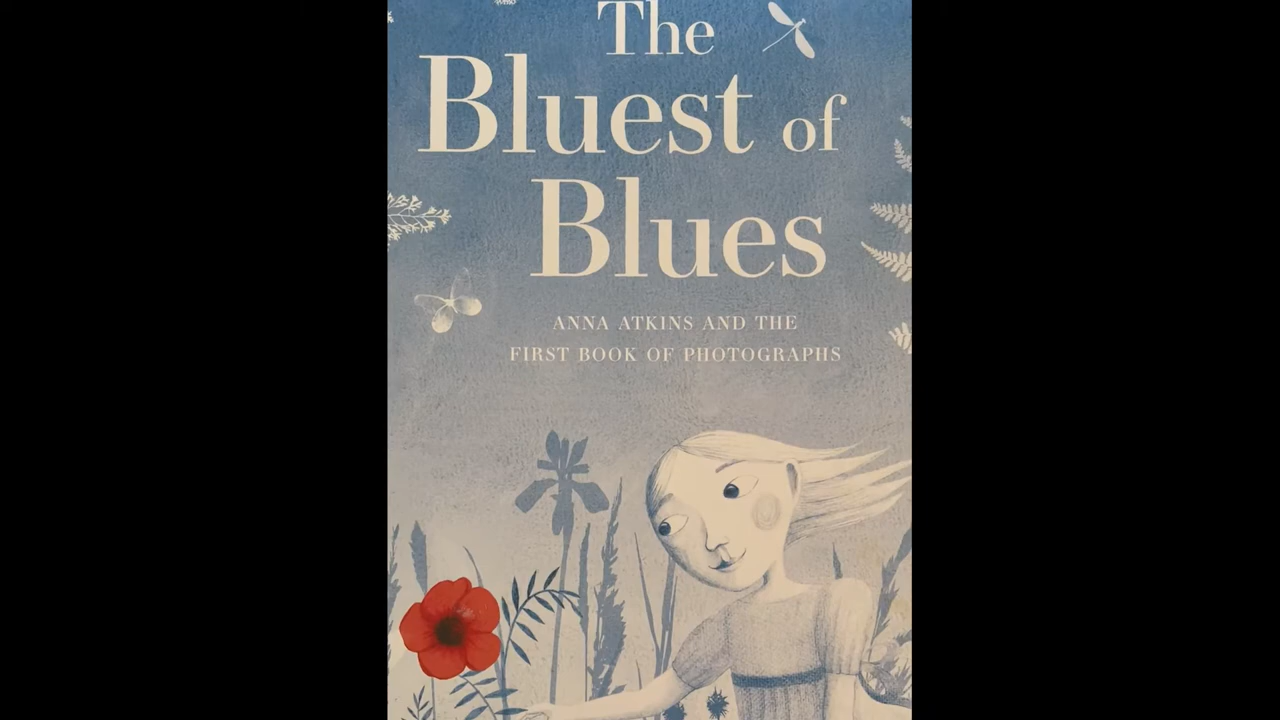 The
Bluest of
Blues
ANNA ATKINS AND THE
FIRST BOOK OF PHOTOGRAPHS